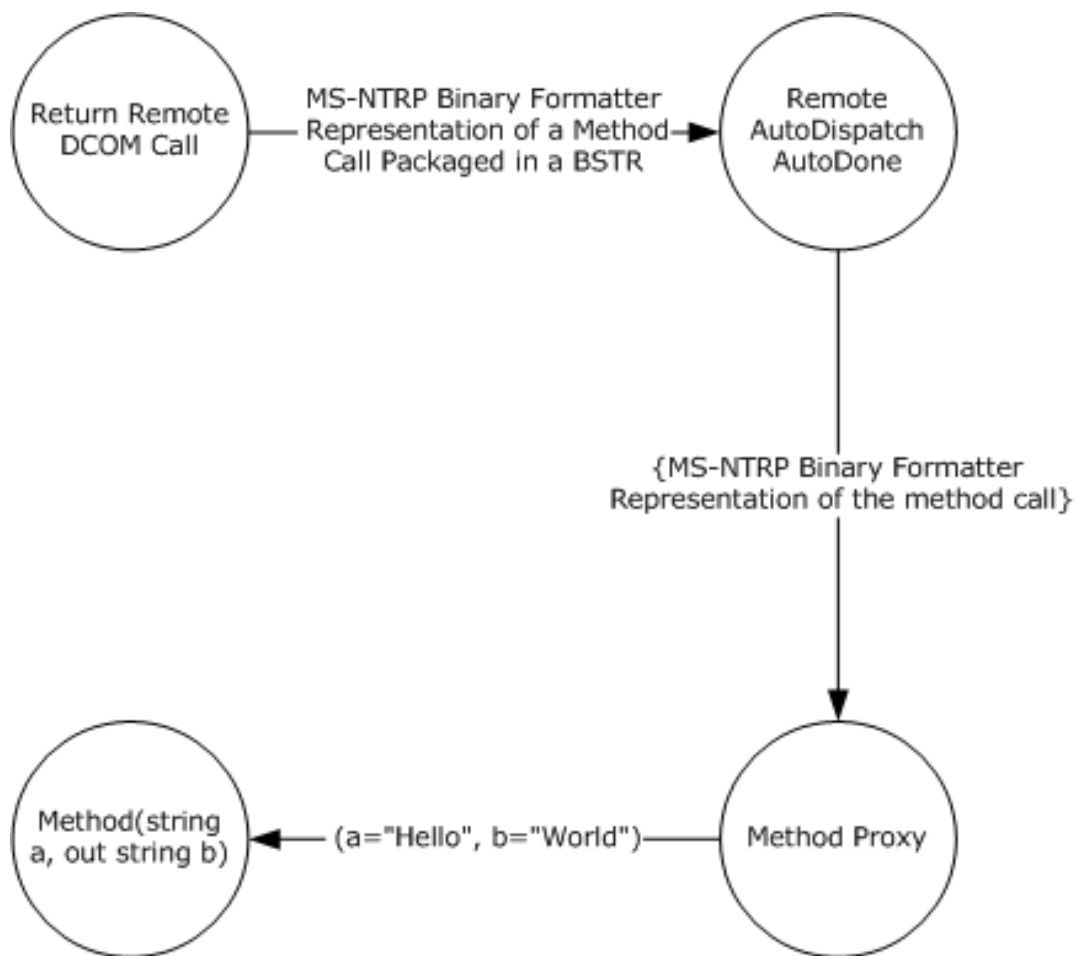 Return Remote
DCOM Call
MS-NTRP Binary Formatter
Representation of a Method
Call Packaged in a BSTR
Remote
AutoDispatch
AutoDone
{MS-NTRP Binary Formatter
Representation of the method call}
Method(string
a, out string b)
(a="Hello", b="World")
Method Proxy